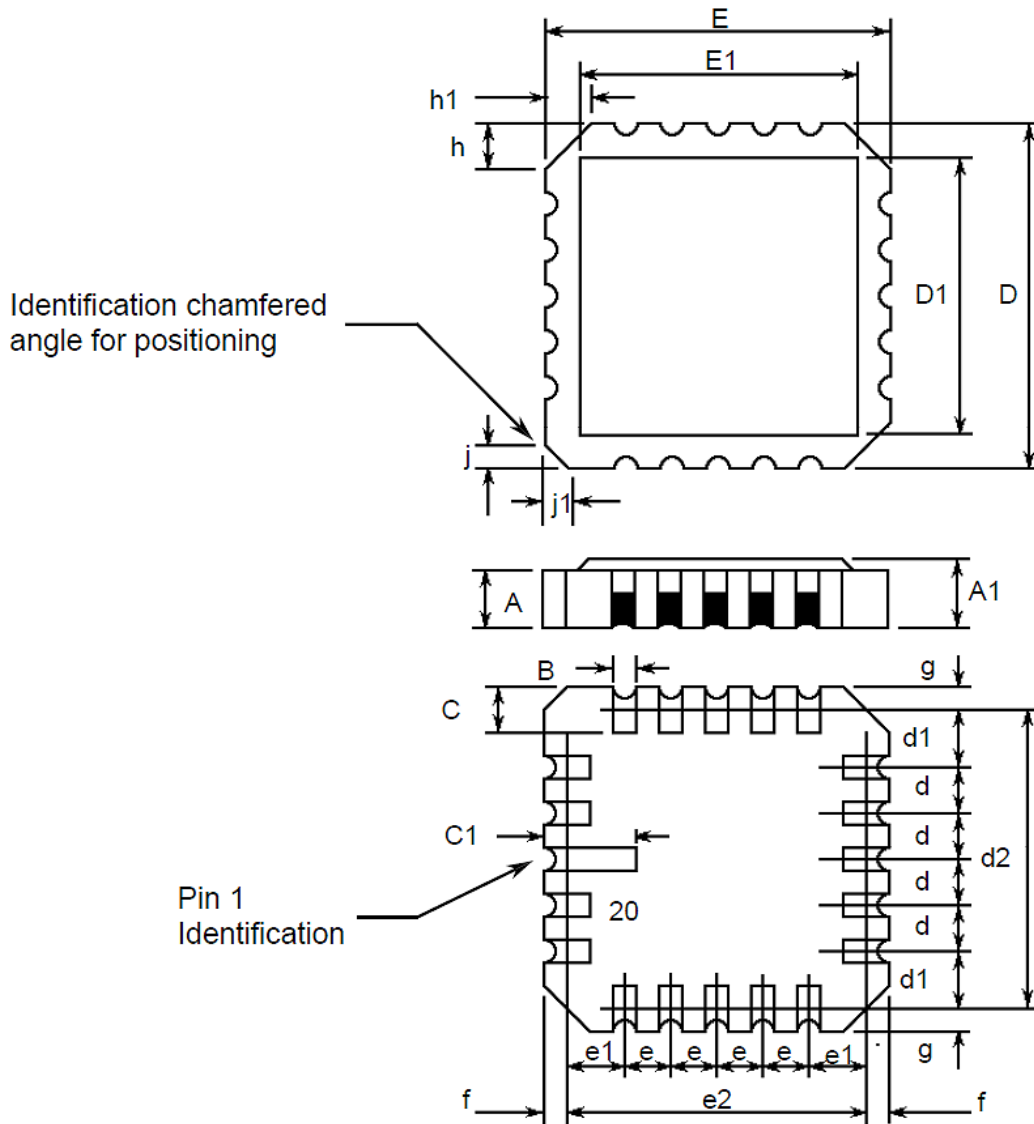 E
E1
h1
h
Identification chamfered
angle for positioning
D1
D
j
j1
A
A1
B
g
C
d1
d
C1
d
d2
Pin 1
Identification
20
d
d
d1
e1
e
e
e
e
e1
g
f
e2
f